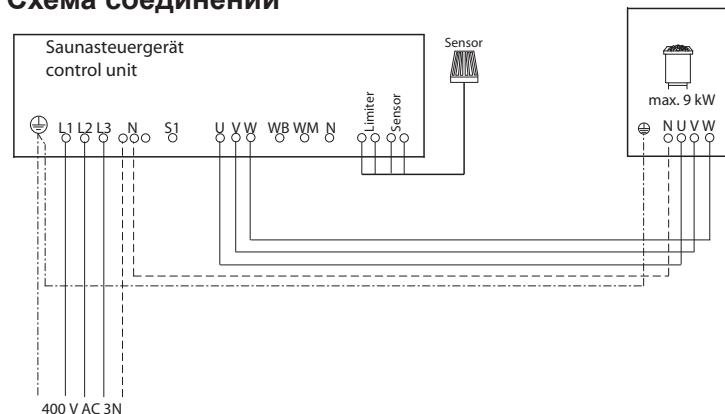 Схема соединений
Saunasteuergerät
control unit
Sensor
max. 9 kW
L1 L2 L3 N S1 U V W WB WM N Limiter Sensor
N U V W
400 V AC 3N